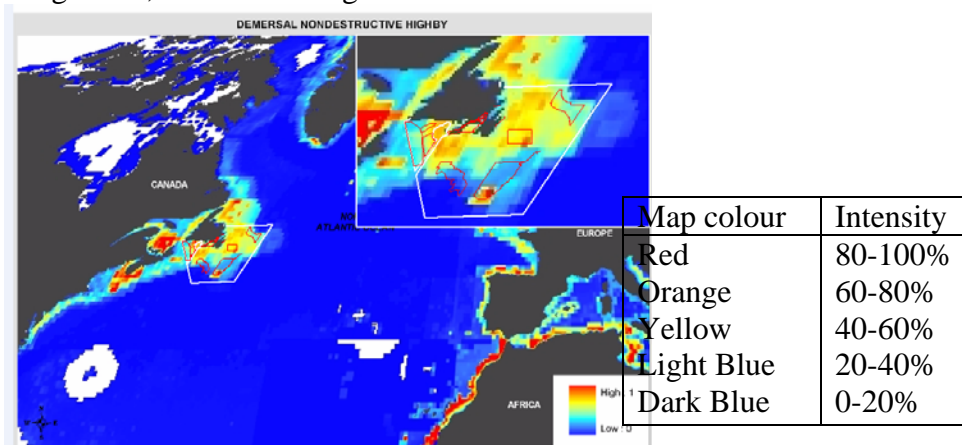 DEMERSAL NONDESTRUCTIVE HIGHBY
CANADA
ATLANTIC
EUROPE
AFRICA
High : 1
Low : 0
Map colour Intensity
Red 80-100%
Orange 60-80%
Yellow 40-60%
Light Blue 20-40%
Dark Blue 0-20%